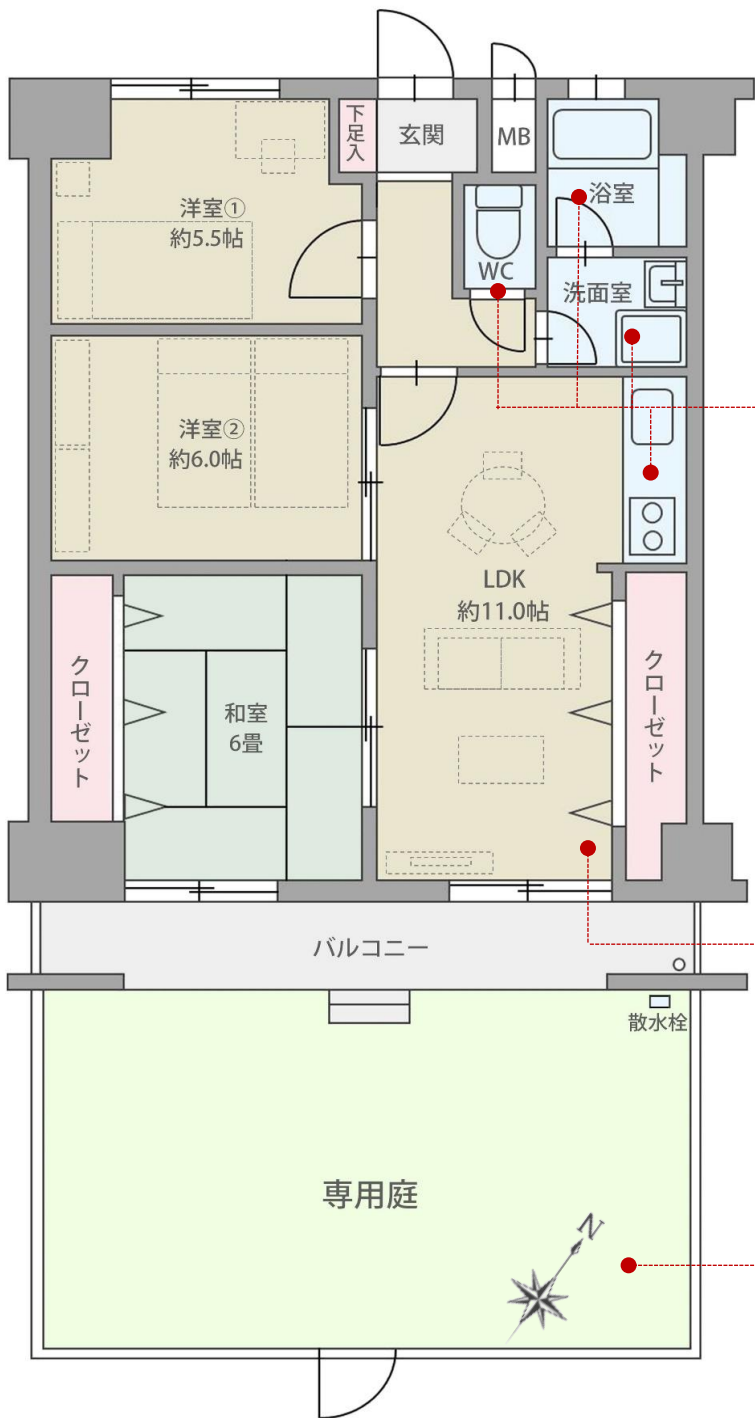 下足入
玄関
MB
浴室
洋室①
約5.5帖
WC
洗面室
洋室②
約6.0帖
LDK
約11.0帖
クローゼット
和室
6畳
クローゼット
バルコニー
散水栓
専用庭
N